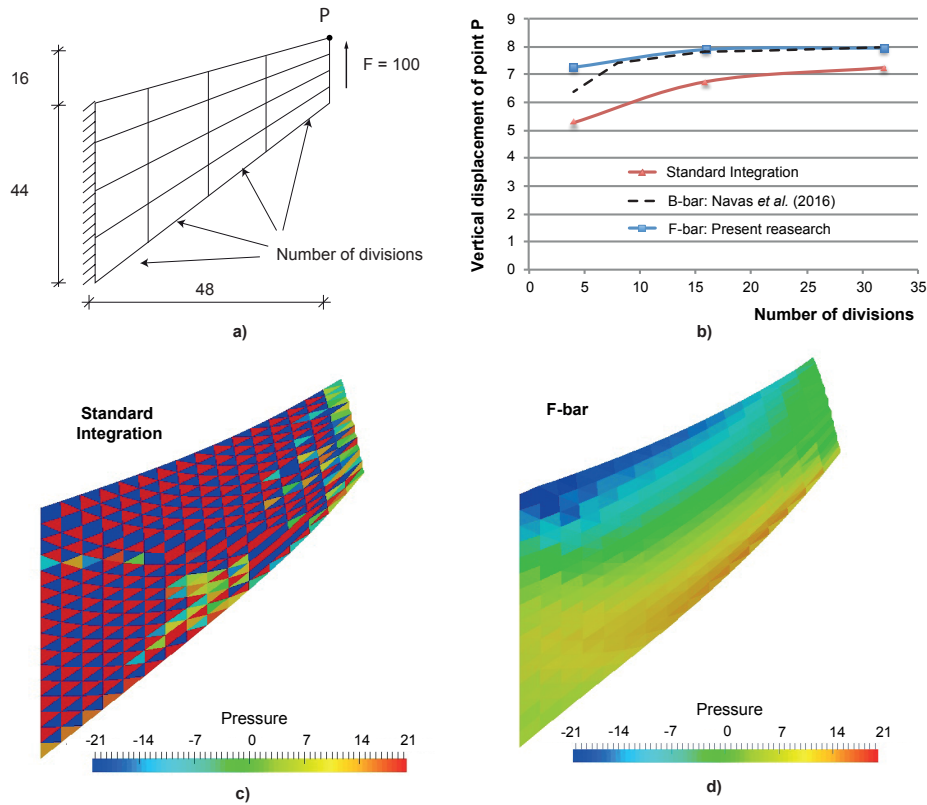 P
16
F = 100
44
Number of divisions
48
a)
Vertical displacement of point P
9
8
7
6
5
4
3
2
1
0
Standard Integration
B-bar: Navas et al. (2016)
F-bar: Present reasearch
0 5 10 15 20 25 30 35
Number of divisions
b)
Standard
Integration
Pressure
-21 -14 -7 0 7 14 21
c)
F-bar
Pressure
-21 -14 -7 0 7 14 21
d)